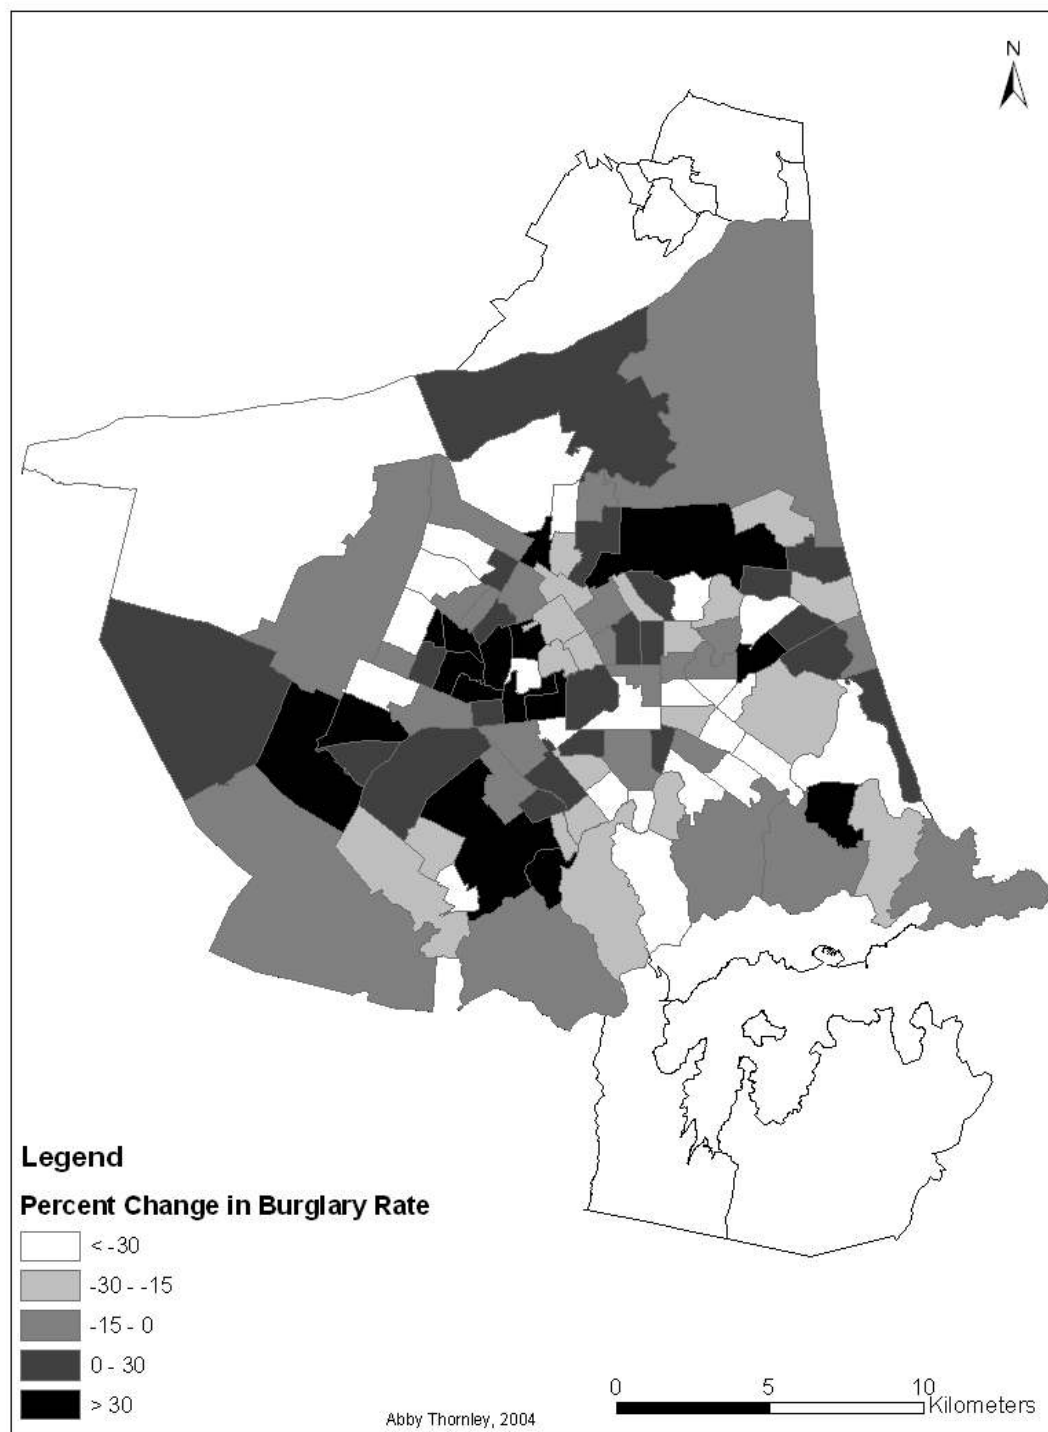 N
Legend
Percent Change in Burglary Rate
< -30
-30 - -15
-15 - 0
0 - 30
> 30
0 5 10
Kilometers
Abby Thornley, 2004